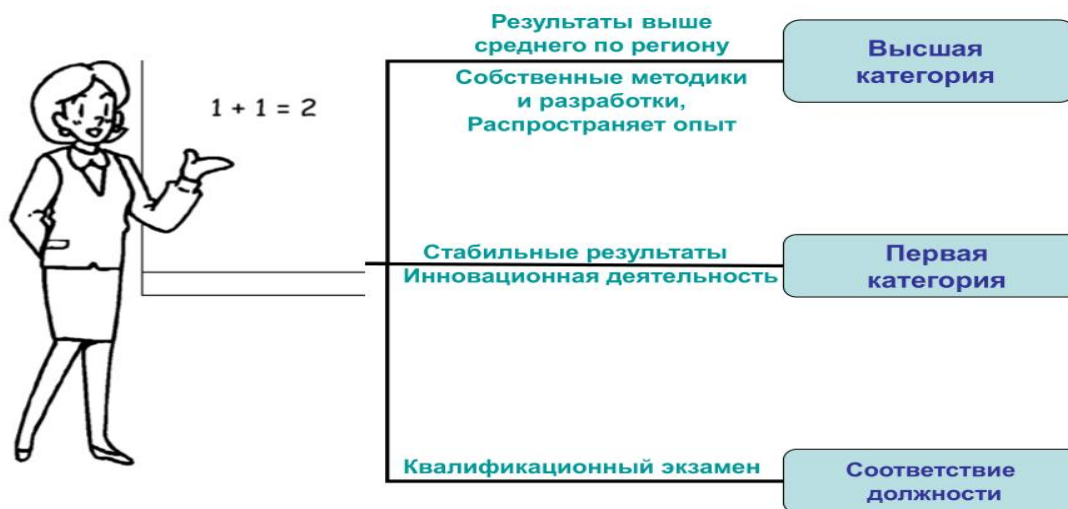 1 + 1 = 2
Результаты выше
среднего по региону
Собственные методики
и разработки,
Распространяет опыт
Высшая
категория
Стабильные результаты
Инновационная деятельность
Первая
категория
Квалификационный экзамен
Соответствие
должности